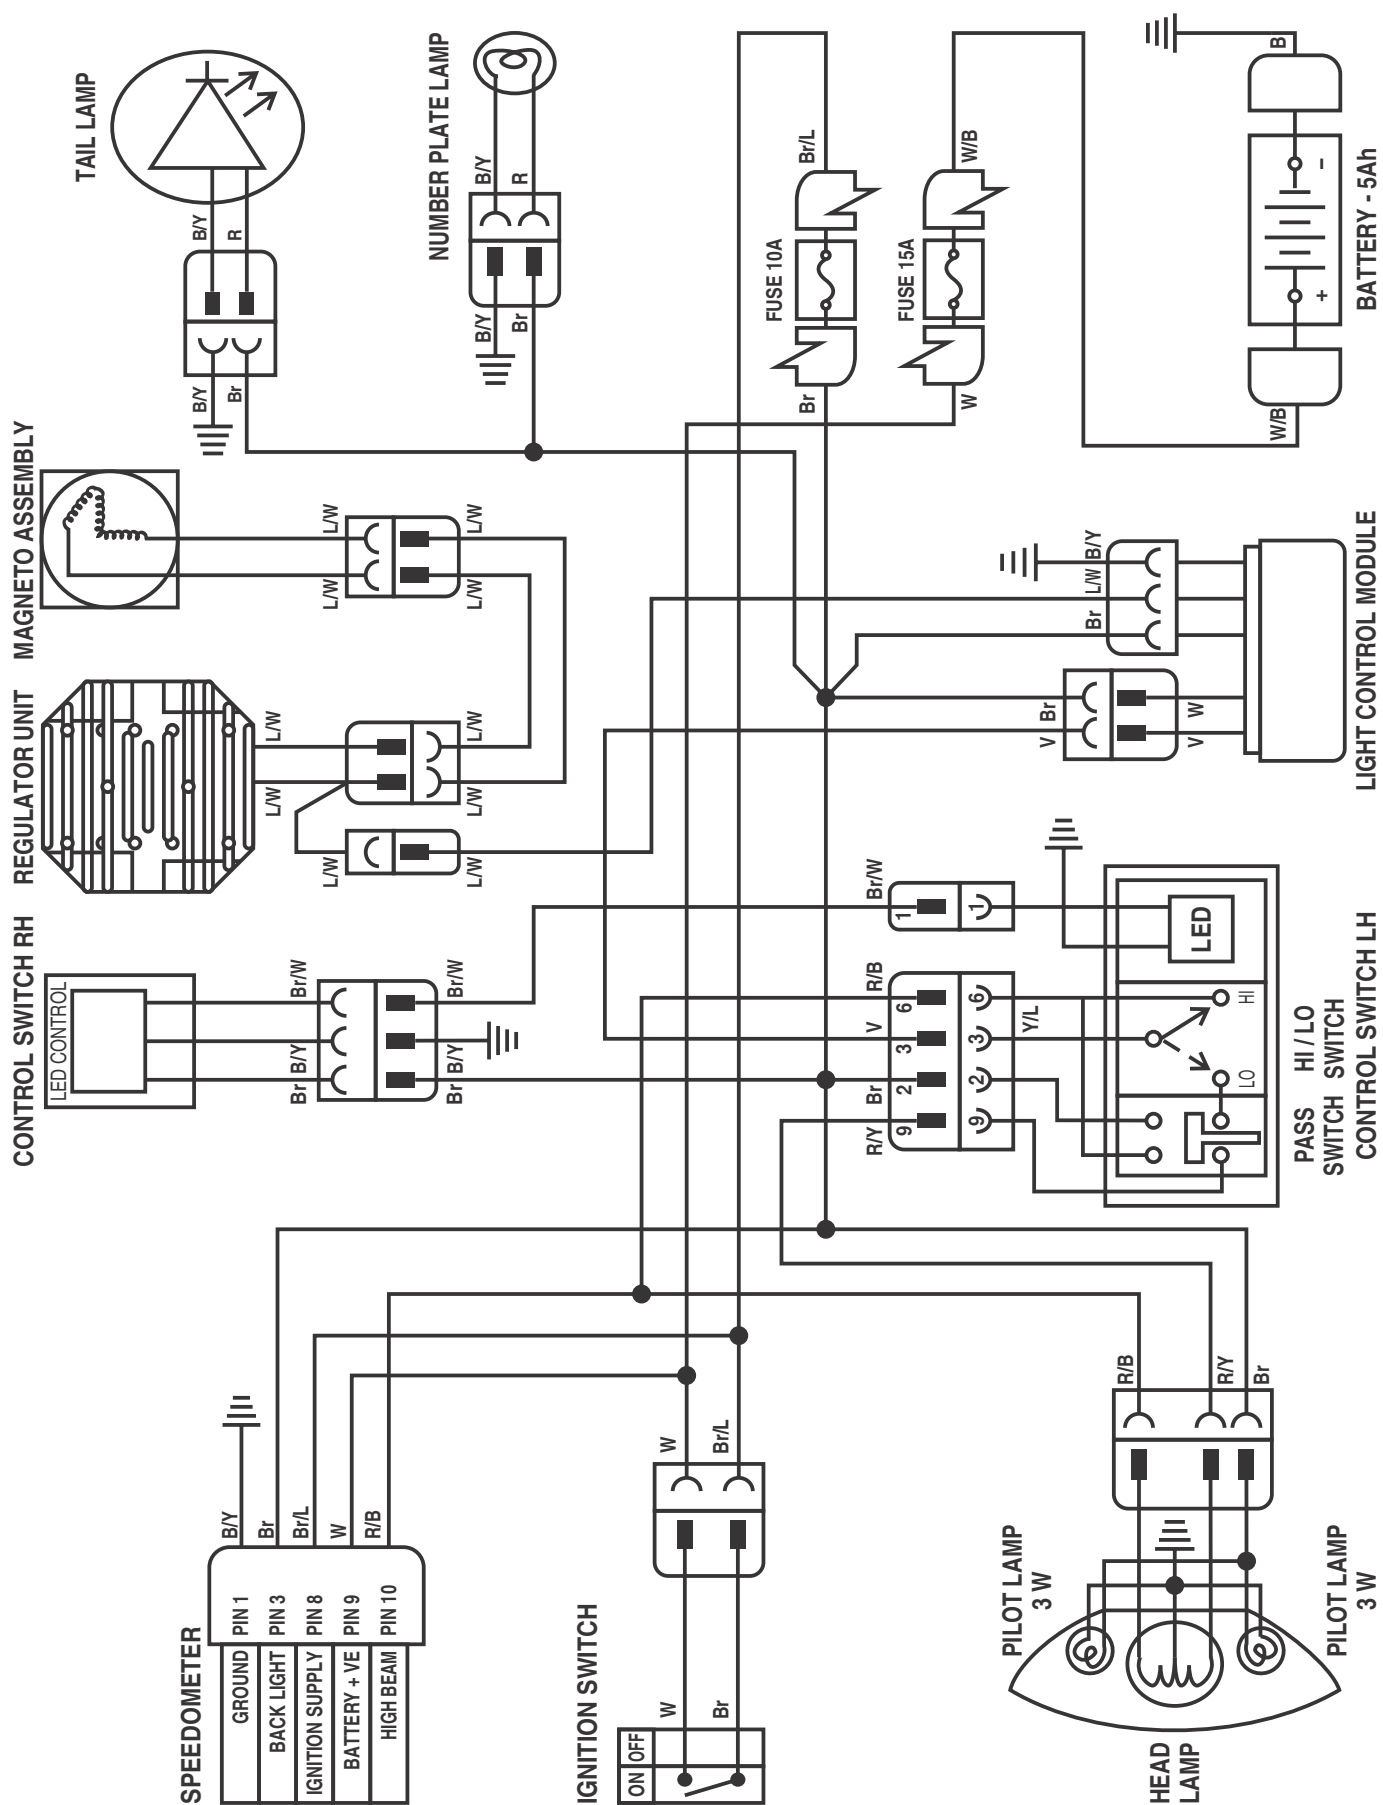 TAIL LAMP
B/Y
R
B/Y
Br
NUMBER PLATE LAMP
B/Y
R
B/Y
Br
Br/L
FUSE 10A
Br
W/B
FUSE 15A
W
B
−
+
BATTERY - 5Ah
W/B
MAGNETO ASSEMBLY
L/W
L/W
L/W
L/W
REGULATOR UNIT
L/W
L/W
L/W
L/W
L/W
L/W
B/Y
L/W
Br
Br
V
W
V
LIGHT CONTROL MODULE
CONTROL SWITCH RH
LED CONTROL
Br/W
B/Y
Br
Br/W
B/Y
Br
Br/W
1
1
LED
R/B
V
Br
R/Y
6
3
2
9
6
3
2
9
Y/L
HI
LO
HI / LO
SWITCH
PASS
SWITCH
CONTROL SWITCH LH
SPEEDOMETER
B/Y
Br
Br/L
W
R/B
PIN 1
PIN 3
PIN 8
PIN 9
PIN 10
GROUND
BACK LIGHT
IGNITION SUPPLY
BATTERY + VE
HIGH BEAM
IGNITION SWITCH
W
Br/L
W
Br
OFF
ON
R/B
R/Y
Br
PILOT LAMP
3 W
PILOT LAMP
3 W
HEAD
LAMP